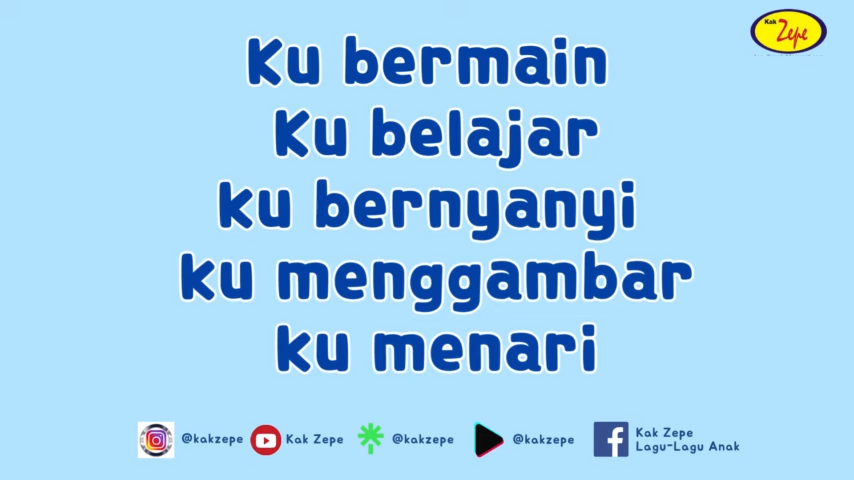 Kak
Zepe
Ku bermain
Ku belajar
ku bernyanyi
ku menggambar
ku menari
@kakzepe
Kak Zepe
@kakzepe
@kakzepe
Kak Zepe
Lagu-Lagu Anak